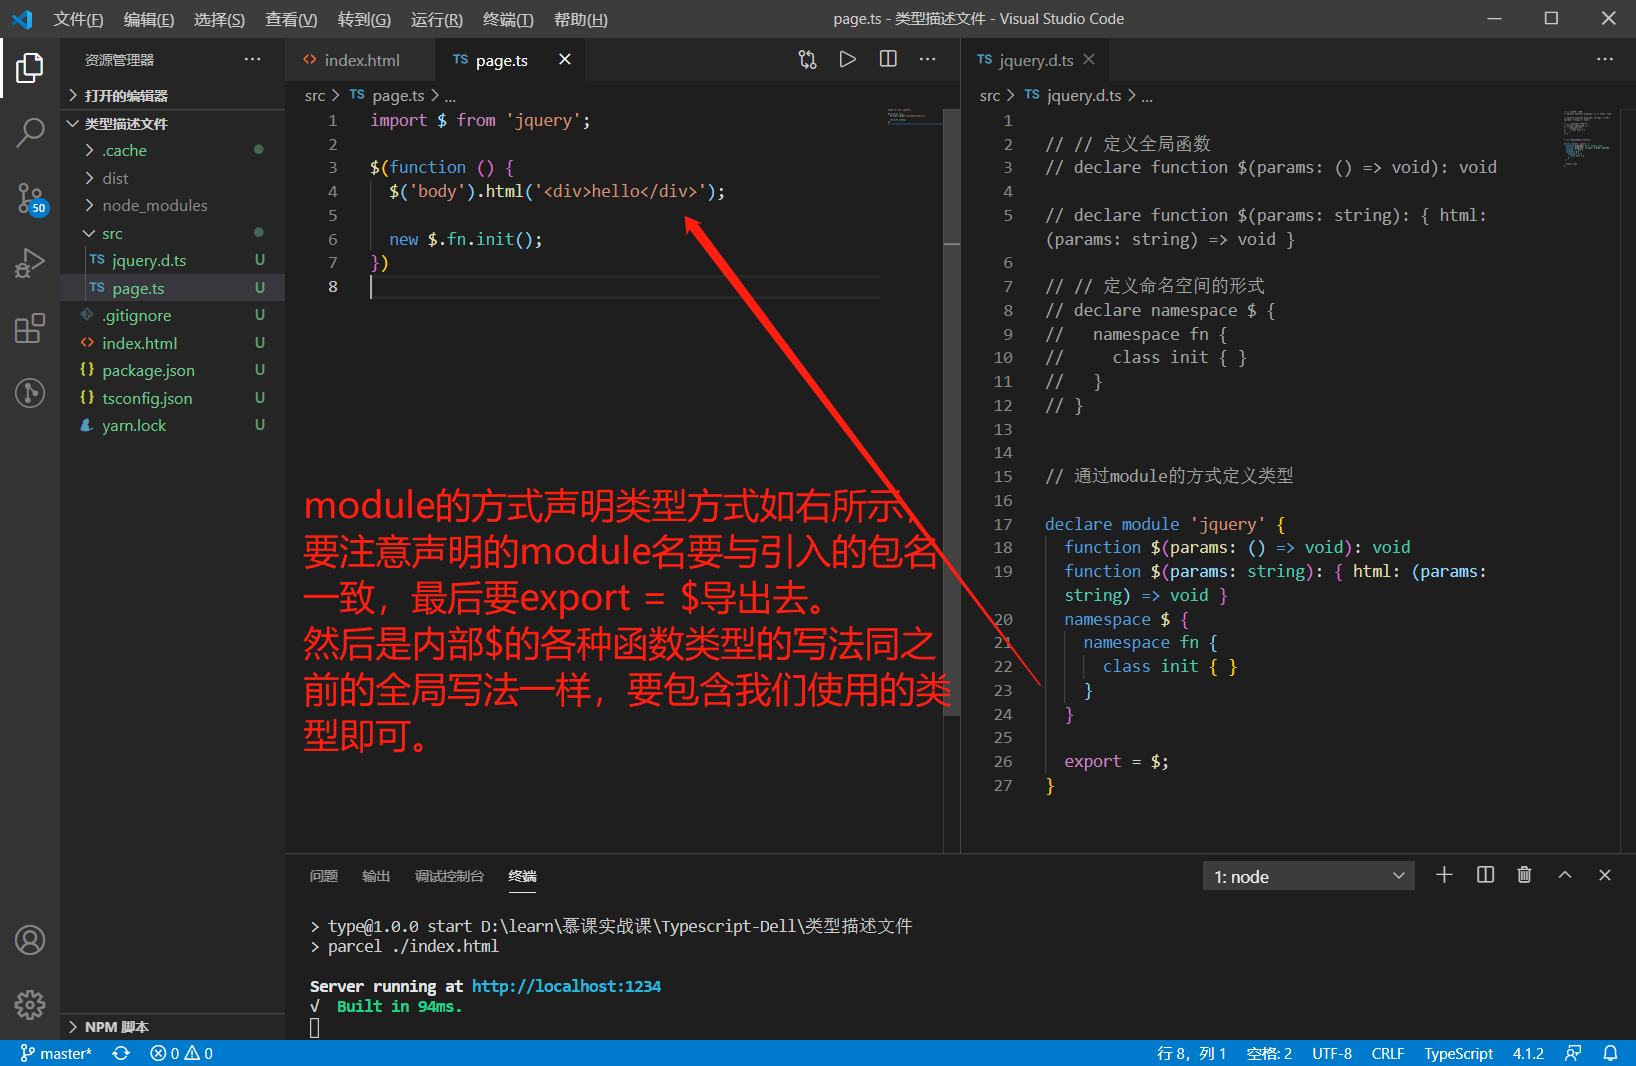 文件(F) 编辑(E) 选择(S) 查看(V) 转到(G) 运行(R) 终端(T) 帮助(H) page.ts - 类型描述文件 - Visual Studio Code
资源管理器
打开的编辑器
类型描述文件
.cache
dist
node_modules
src
TS jquery.d.ts U
TS page.ts U
.gitignore U
index.html U
package.json U
tsconfig.json U
yarn.lock U
NPM 脚本
50
index.html TS page.ts
src > TS page.ts > ...
1 import $ from 'jquery';
2
3 $(function () {
4 $('body').html('<div>hello</div>');
5
6 new $.fn.init();
7 })
8
module的方式声明类型方式如右所示，
要注意声明的module名要与引入的包名
一致，最后要export = $导出去。
然后是内部$的各种函数类型的写法同之
前的全局写法一样，要包含我们使用的类
型即可。
TS jquery.d.ts
src > TS jquery.d.ts > ...
1
2 // // 定义全局函数
3 // declare function $(params: () => void): void
4
5 // declare function $(params: string): { html:
(params: string) => void }
6
7 // // 定义命名空间的形式
8 // declare namespace $ {
9 // namespace fn {
10 // class init { }
11 // }
12 // }
13
14
15 // 通过module的方式定义类型
16
17 declare module 'jquery' {
18 function $(params: () => void): void
19 function $(params: string): { html: (params:
string) => void }
20 namespace $ {
21 namespace fn {
22 class init { }
23 }
24 }
25
26 export = $;
27 }
问题 输出 调试控制台 终端 1: node
> type@1.0.0 start D:\learn\慕课实战课\Typescript-Dell\类型描述文件
> parcel ./index.html
Server running at http://localhost:1234
√ Built in 94ms.
master* 0 0 行 8，列 1 空格: 2 UTF-8 CRLF TypeScript 4.1.2